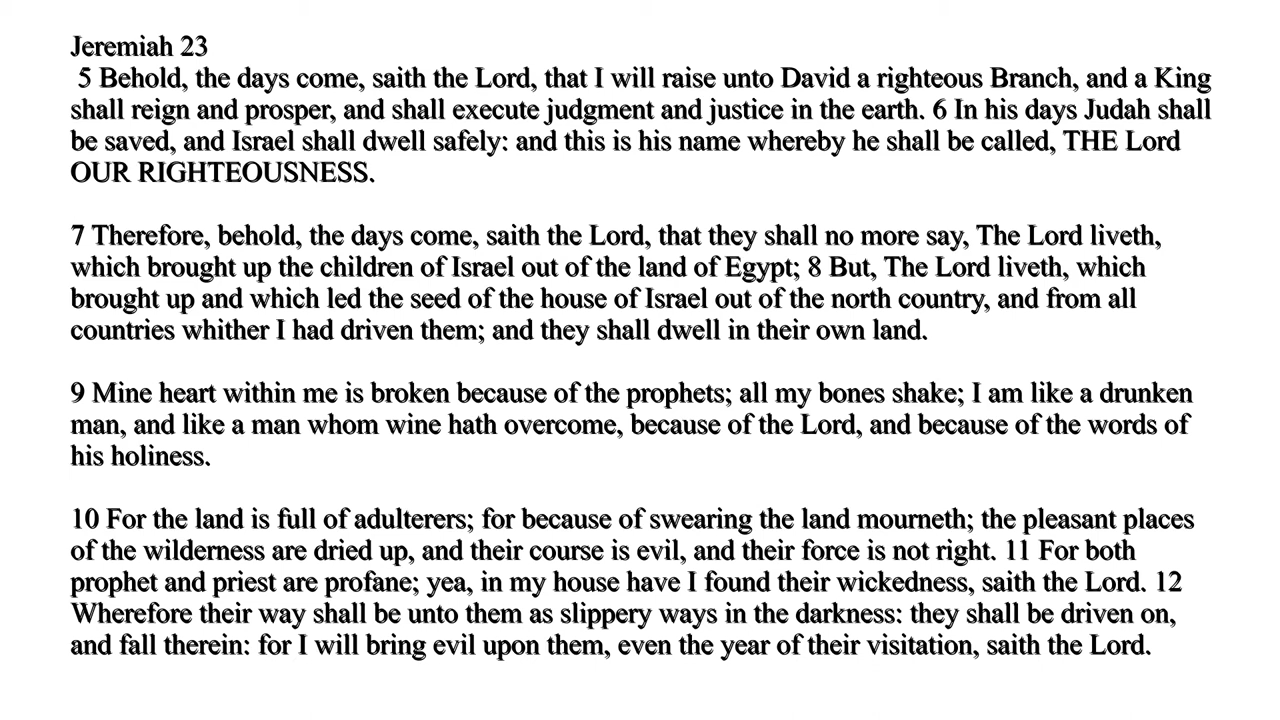 Jeremiah 23
5 Behold, the days come, saith the Lord, that I will raise unto David a righteous Branch, and a King
shall reign and prosper, and shall execute judgment and justice in the earth. 6 In his days Judah shall
be saved, and Israel shall dwell safely: and this is his name whereby he shall be called, THE Lord
OUR RIGHTEOUSNESS.
7 Therefore, behold, the days come, saith the Lord, that they shall no more say, The Lord liveth,
which brought up the children of Israel out of the land of Egypt; 8 But, The Lord liveth, which
brought up and which led the seed of the house of Israel out of the north country, and from all
countries whither I had driven them; and they shall dwell in their own land.
9 Mine heart within me is broken because of the prophets; all my bones shake; I am like a drunken
man, and like a man whom wine hath overcome, because of the Lord, and because of the words of
his holiness.
10 For the land is full of adulterers; for because of swearing the land mourneth; the pleasant places
of the wilderness are dried up, and their course is evil, and their force is not right. 11 For both
prophet and priest are profane; yea, in my house have I found their wickedness, saith the Lord. 12
Wherefore their way shall be unto them as slippery ways in the darkness: they shall be driven on,
and fall therein: for I will bring evil upon them, even the year of their visitation, saith the Lord.